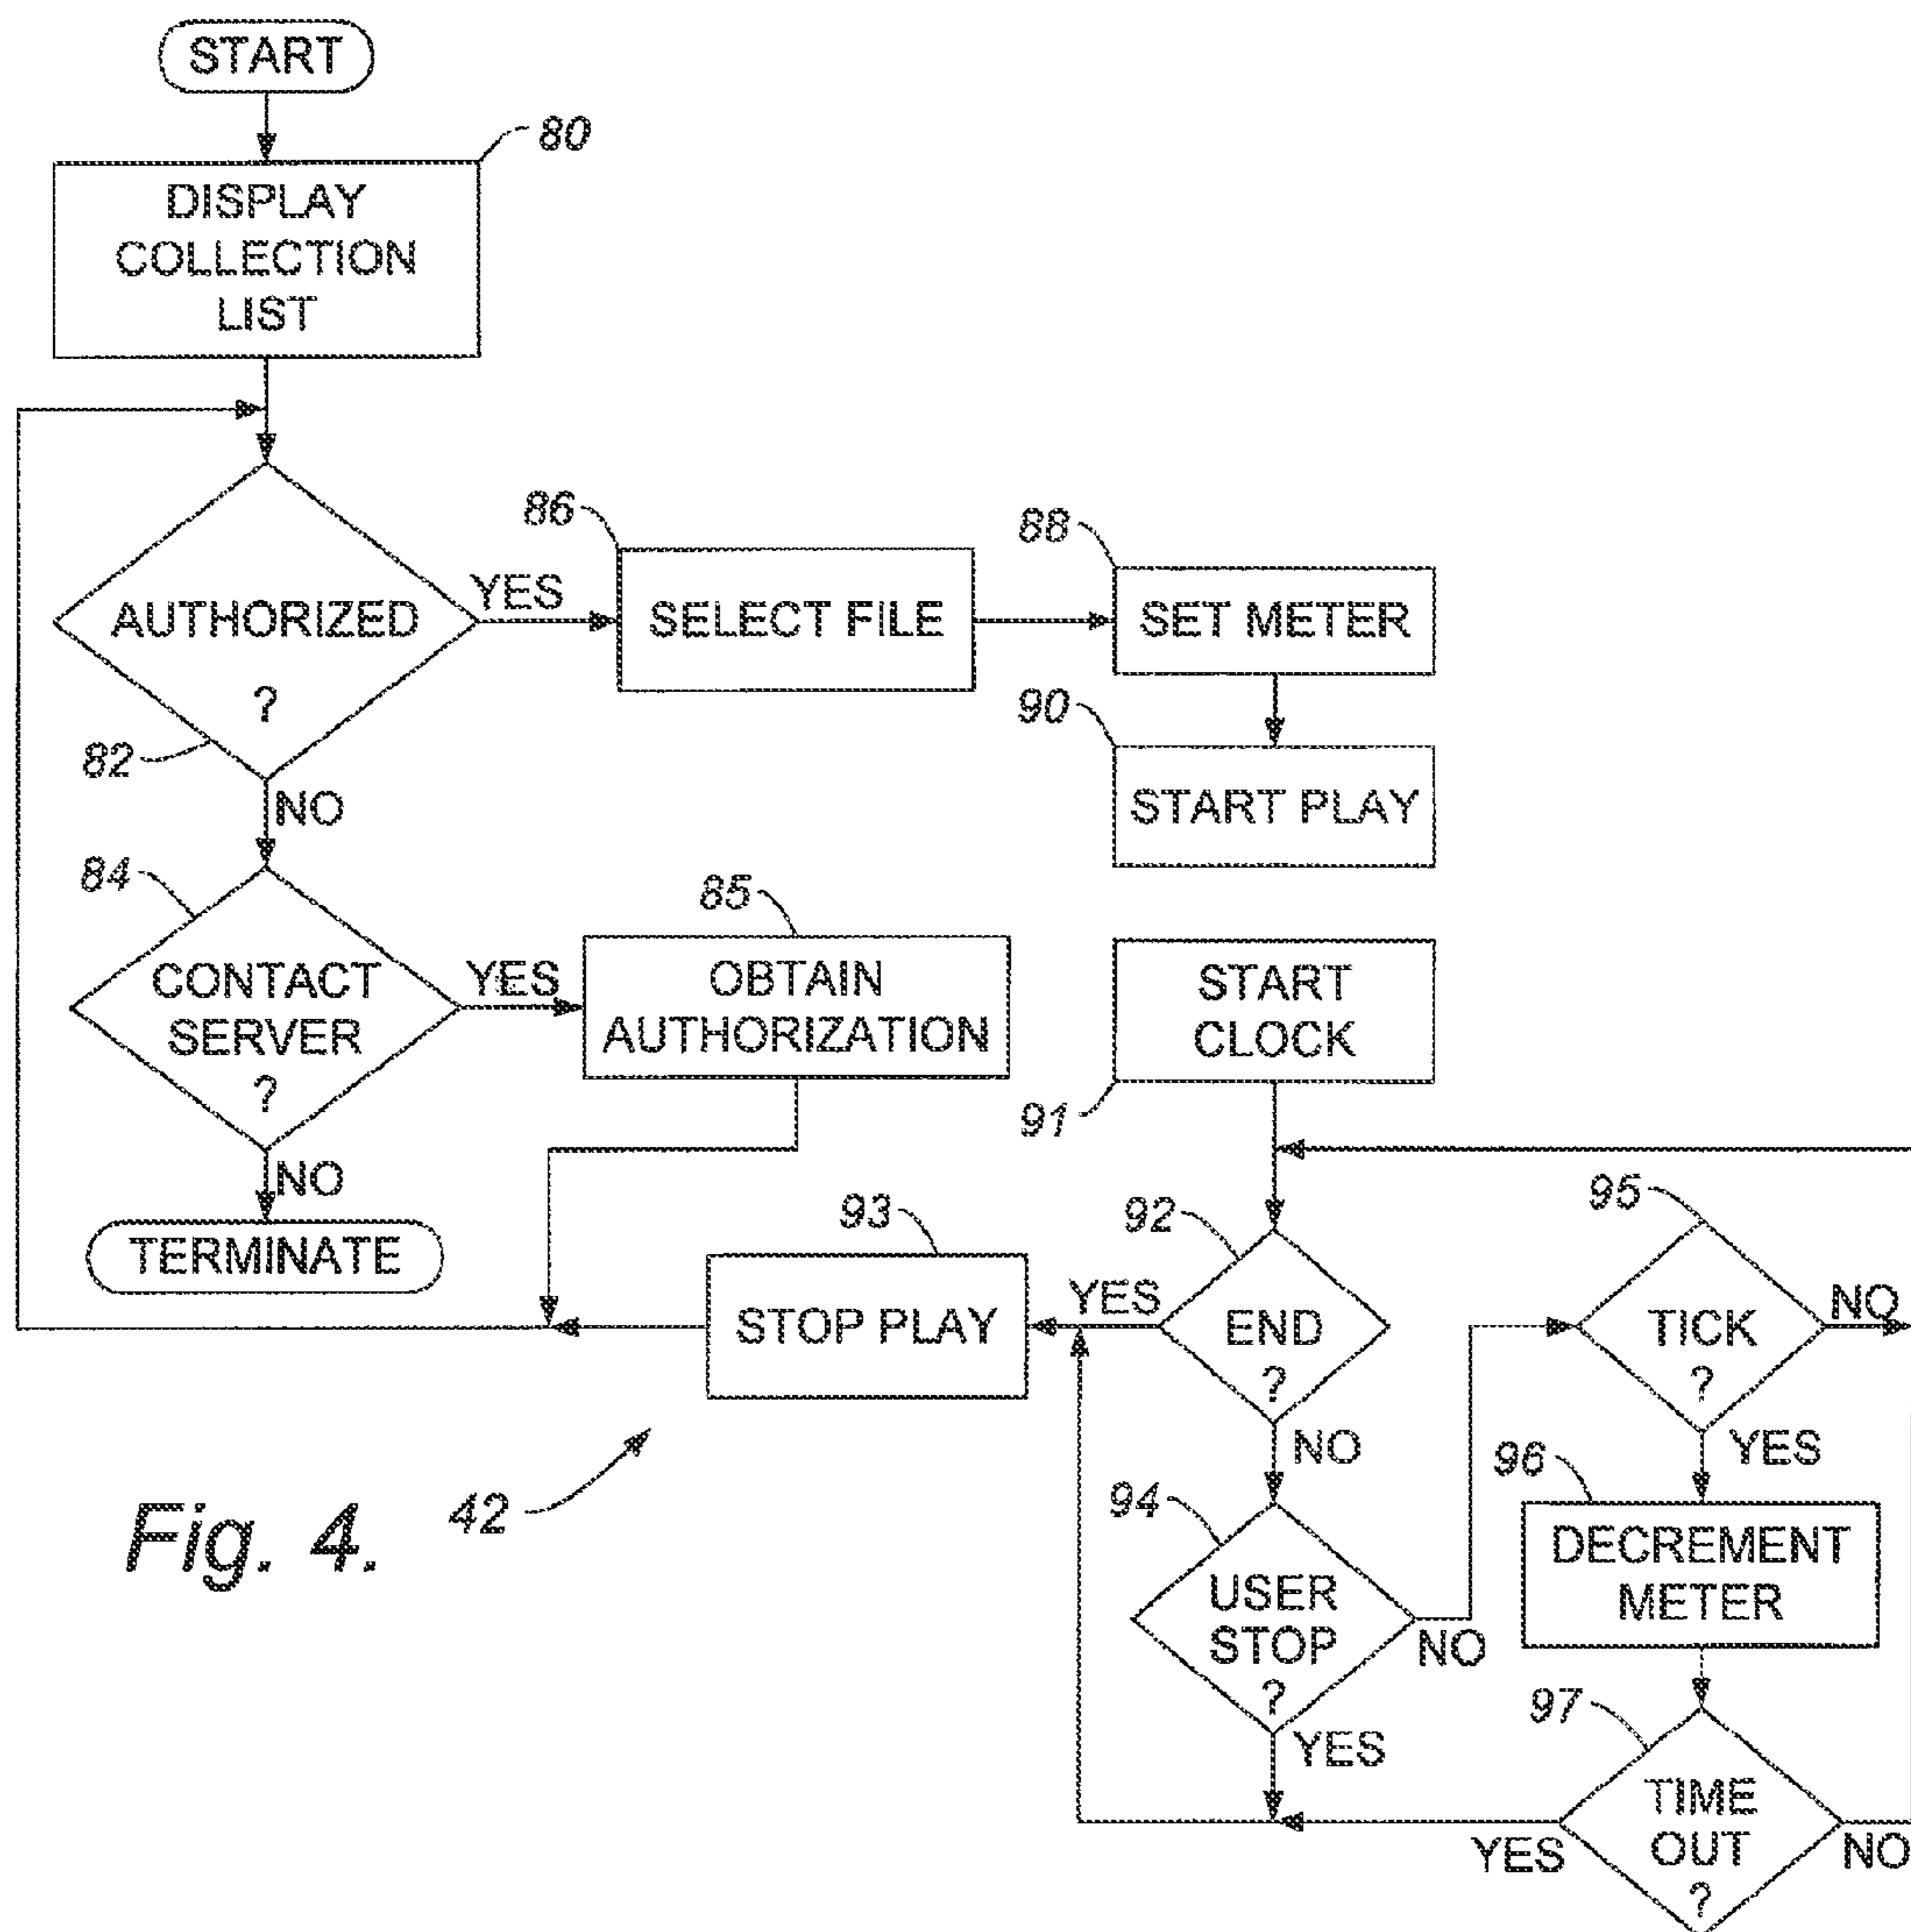 START
80
DISPLAY
COLLECTION
LIST
AUTHORIZED
?
82
YES
86
SELECT FILE
88
SET METER
90
START PLAY
NO
84
CONTACT
SERVER
?
YES
85
OBTAIN
AUTHORIZATION
NO
TERMINATE
START
CLOCK
91
92
END
?
YES
93
STOP PLAY
NO
94
USER
STOP
?
NO
YES
95
TICK
?
NO
YES
96
DECREMENT
METER
97
TIME
OUT
?
YES
NO
42
Fig. 4.